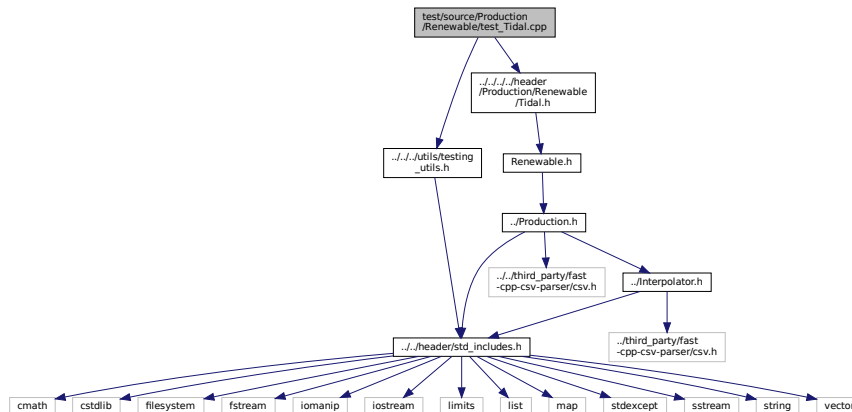 test/source/Production
/Renewable/test_Tidal.cpp
../../../../header
/Production/Renewable
/Tidal.h
../../../utils/testing
_utils.h
Renewable.h
../Production.h
../../third_party/fast
-cpp-csv-parser/csv.h
../Interpolator.h
../third_party/fast
-cpp-csv-parser/csv.h
../../header/std_includes.h
cmath
cstdlib
filesystem
fstream
iomanip
iostream
limits
list
map
stdexcept
sstream
string
vector